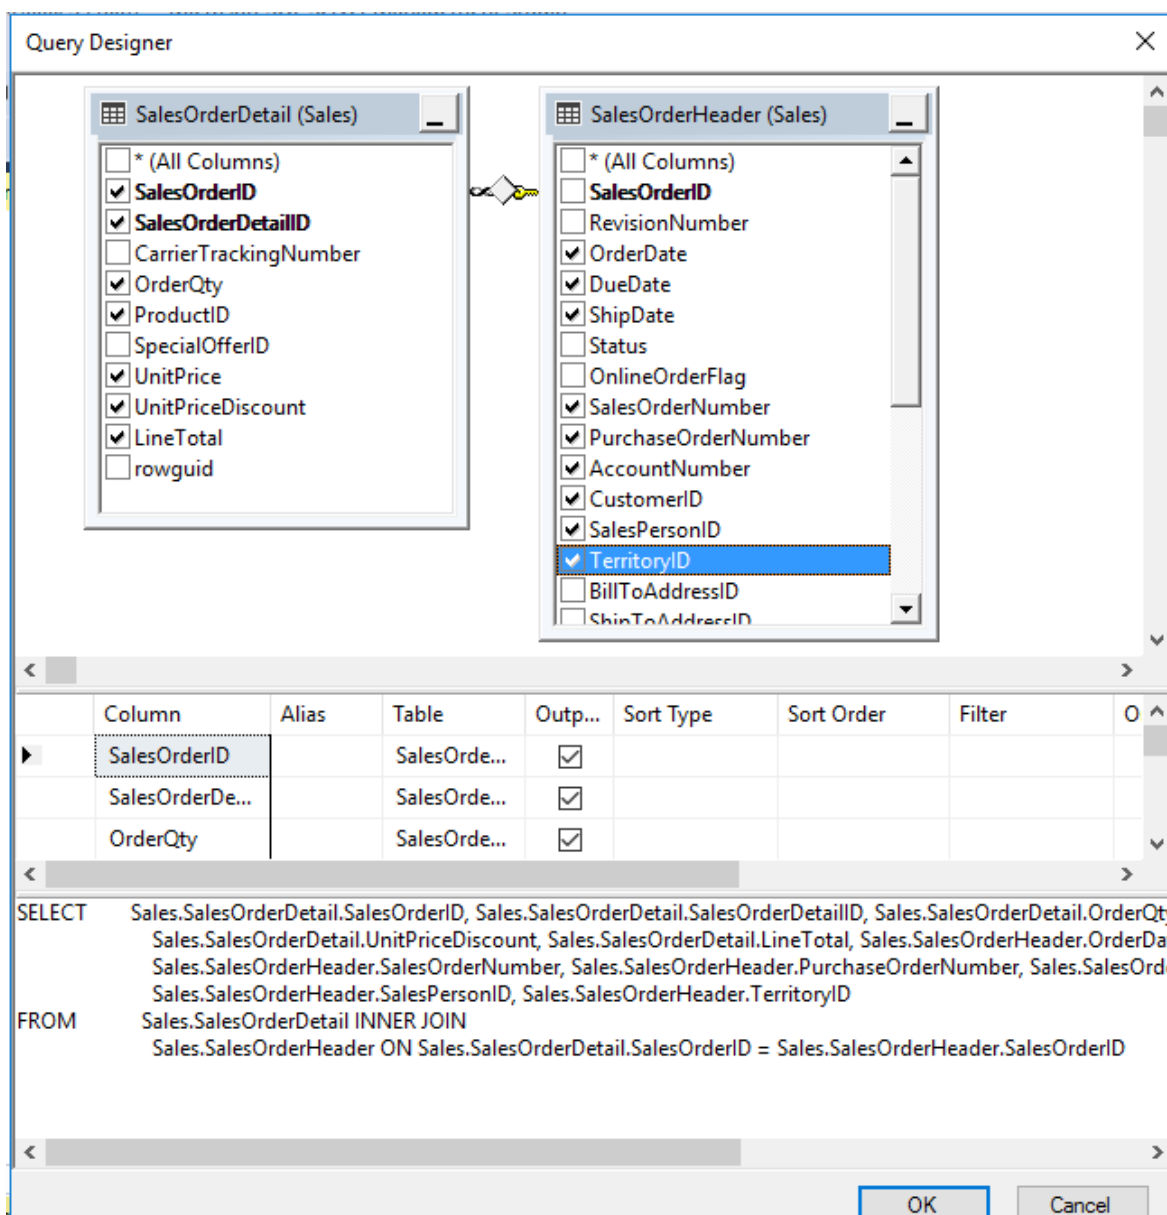 Query Designer
SalesOrderDetail (Sales)
* (All Columns)
SalesOrderID
SalesOrderDetailID
CarrierTrackingNumber
OrderQty
ProductID
SpecialOfferID
UnitPrice
UnitPriceDiscount
LineTotal
rowguid
SalesOrderHeader (Sales)
* (All Columns)
SalesOrderID
RevisionNumber
OrderDate
DueDate
ShipDate
Status
OnlineOrderFlag
SalesOrderNumber
PurchaseOrderNumber
AccountNumber
CustomerID
SalesPersonID
TerritoryID
BillToAddressID
ShipToAddressID
Column Alias Table Outp... Sort Type Sort Order Filter O
SalesOrderID SalesOrde...
SalesOrderDe... SalesOrde...
OrderQty SalesOrde...
SELECT Sales.SalesOrderDetail.SalesOrderID, Sales.SalesOrderDetail.SalesOrderDetailID, Sales.SalesOrderDetail.OrderQty
Sales.SalesOrderDetail.UnitPriceDiscount, Sales.SalesOrderDetail.LineTotal, Sales.SalesOrderHeader.OrderDa
Sales.SalesOrderHeader.SalesOrderNumber, Sales.SalesOrderHeader.PurchaseOrderNumber, Sales.SalesOrde
Sales.SalesOrderHeader.SalesPersonID, Sales.SalesOrderHeader.TerritoryID
FROM Sales.SalesOrderDetail INNER JOIN
Sales.SalesOrderHeader ON Sales.SalesOrderDetail.SalesOrderID = Sales.SalesOrderHeader.SalesOrderID
OK Cancel